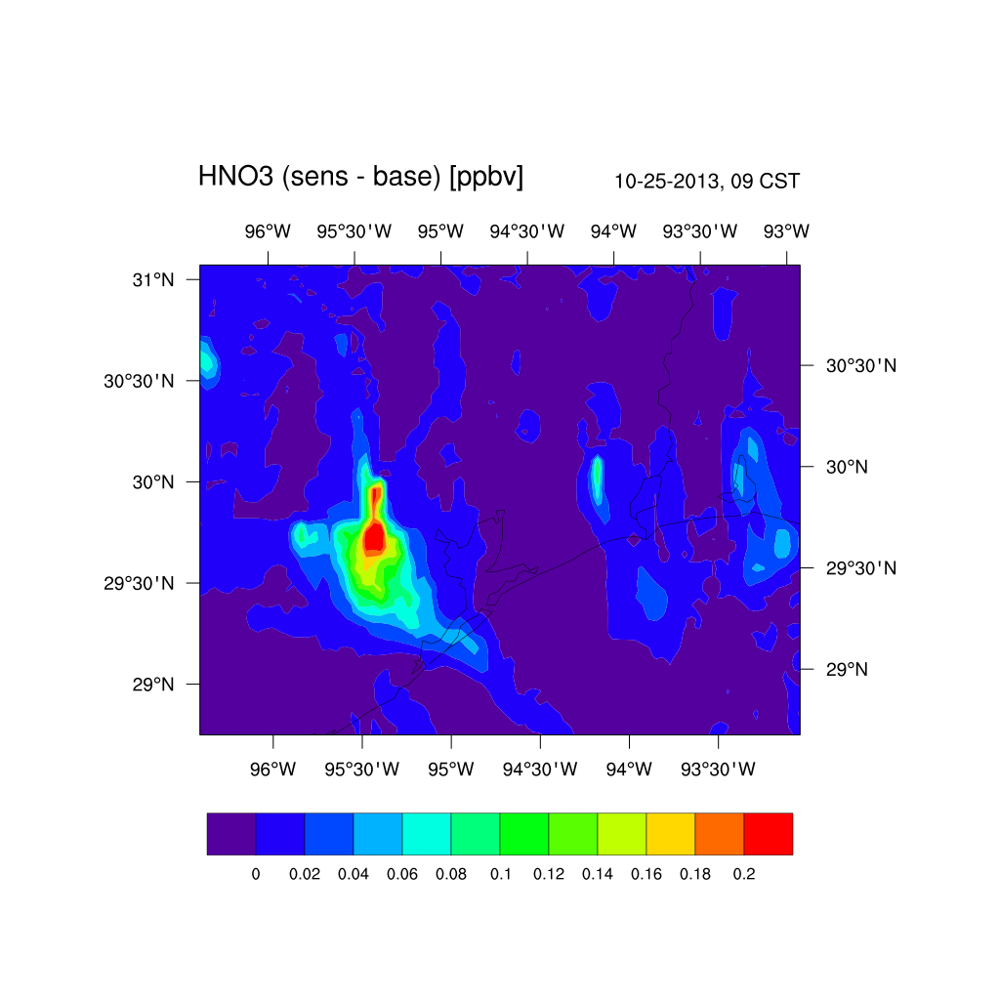 HNO3 (sens - base) [ppbv]
10-25-2013, 09 CST
96°W 95°30'W 95°W 94°30'W 94°W 93°30'W 93°W
31°N
30°30'N 30°30'N
30°N 30°N
29°30'N 29°30'N
29°N 29°N
96°W 95°30'W 95°W 94°30'W 94°W 93°30'W
0 0.02 0.04 0.06 0.08 0.1 0.12 0.14 0.16 0.18 0.2